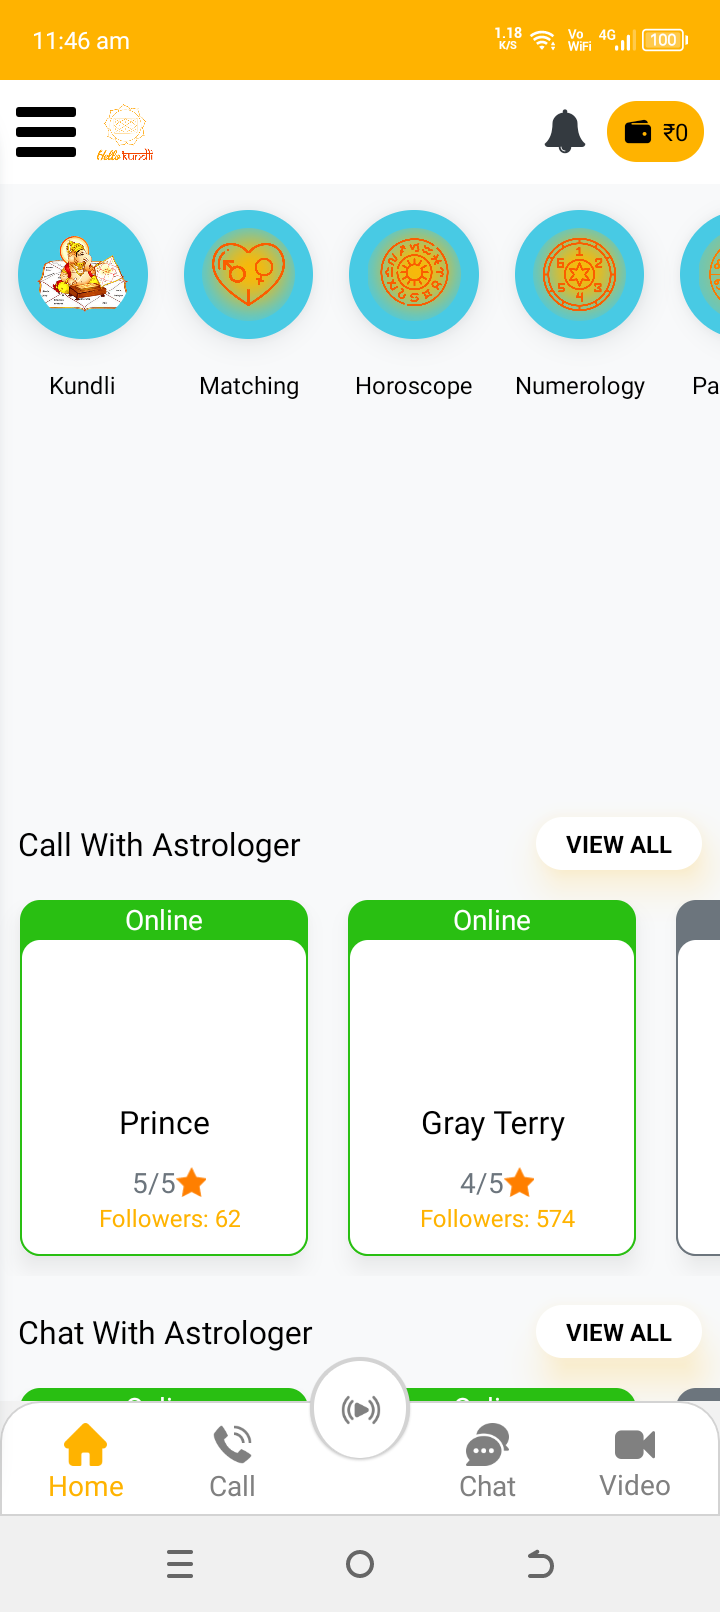 11:46 am
1.18 K/S
Vo WiFi
4G
100
Hello kundli
₹0
Kundli
Matching
Horoscope
Numerology
Pa
Call With Astrologer
VIEW ALL
Online
Online
Prince
Gray Terry
5/5
4/5
Followers: 62
Followers: 574
Chat With Astrologer
VIEW ALL
Home
Call
Chat
Video